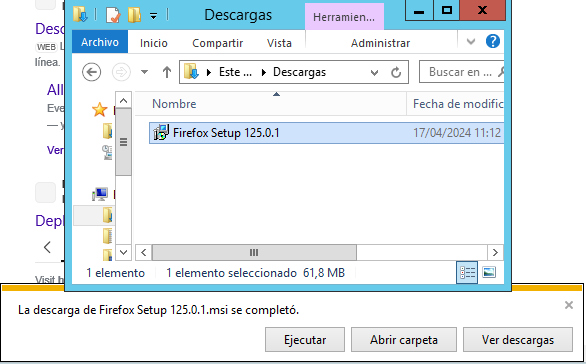 Descargas
Herramien...
Archivo
Inicio
Compartir
Vista
Administrar
Este ...
Descargas
Buscar en ...
Nombre
Fecha de modific
Firefox Setup 125.0.1
17/04/2024 11:12
1 elemento
1 elemento seleccionado 61,8 MB
Desc
WEB
línea.
All
Eve
Ver
Depl
Visit h
La descarga de Firefox Setup 125.0.1.msi se completó.
Ejecutar
Abrir carpeta
Ver descargas